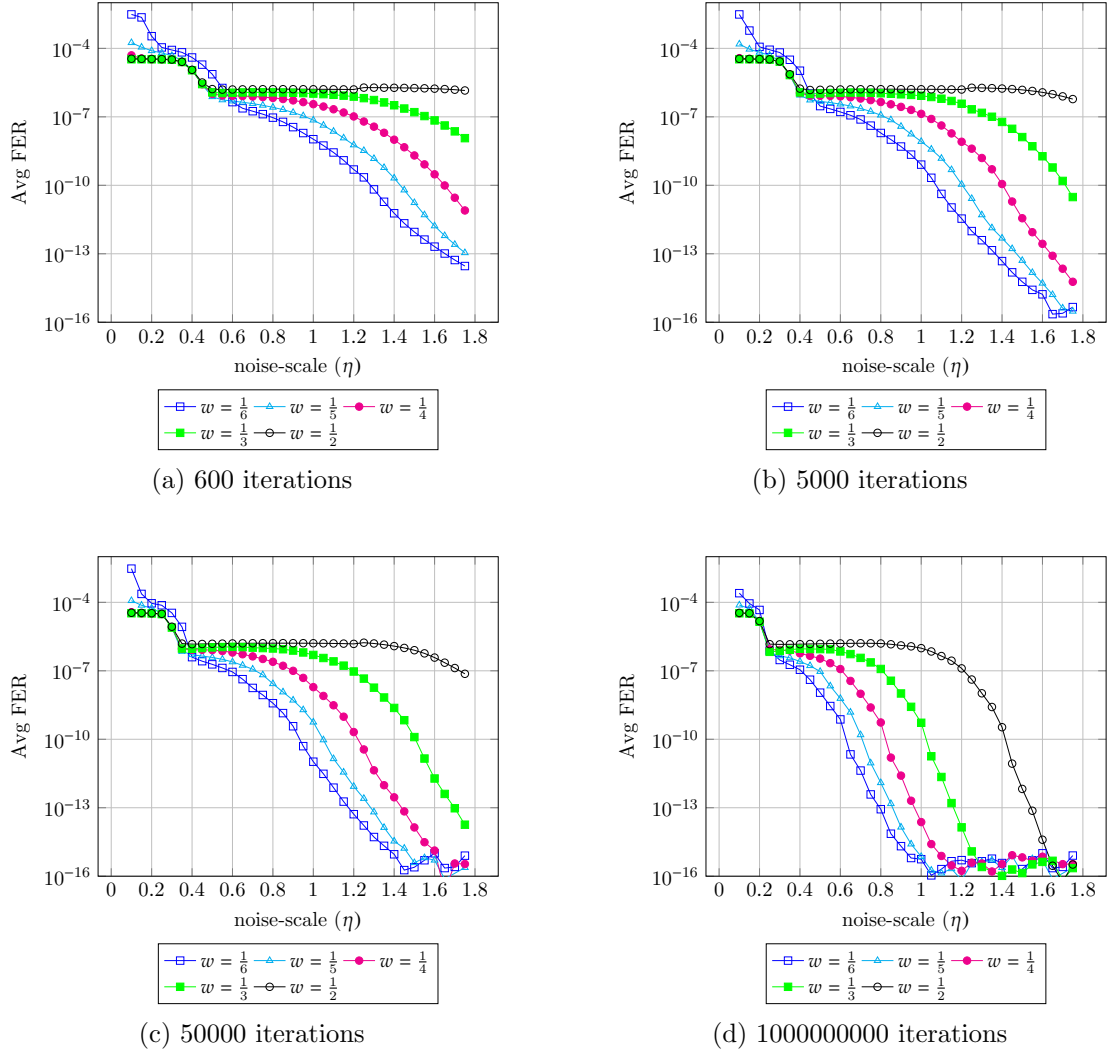 Avg FER
10⁻⁴
10⁻⁷
10⁻¹⁰
10⁻¹³
10⁻¹⁶
0 0.2 0.4 0.6 0.8 1 1.2 1.4 1.6 1.8
noise-scale (η)
w = 1/6 w = 1/5 w = 1/4
w = 1/3 w = 1/2
(a) 600 iterations
Avg FER
10⁻⁴
10⁻⁷
10⁻¹⁰
10⁻¹³
10⁻¹⁶
0 0.2 0.4 0.6 0.8 1 1.2 1.4 1.6 1.8
noise-scale (η)
w = 1/6 w = 1/5 w = 1/4
w = 1/3 w = 1/2
(b) 5000 iterations
Avg FER
10⁻⁴
10⁻⁷
10⁻¹⁰
10⁻¹³
10⁻¹⁶
0 0.2 0.4 0.6 0.8 1 1.2 1.4 1.6 1.8
noise-scale (η)
w = 1/6 w = 1/5 w = 1/4
w = 1/3 w = 1/2
(c) 50000 iterations
Avg FER
10⁻⁴
10⁻⁷
10⁻¹⁰
10⁻¹³
10⁻¹⁶
0 0.2 0.4 0.6 0.8 1 1.2 1.4 1.6 1.8
noise-scale (η)
w = 1/6 w = 1/5 w = 1/4
w = 1/3 w = 1/2
(d) 1000000000 iterations